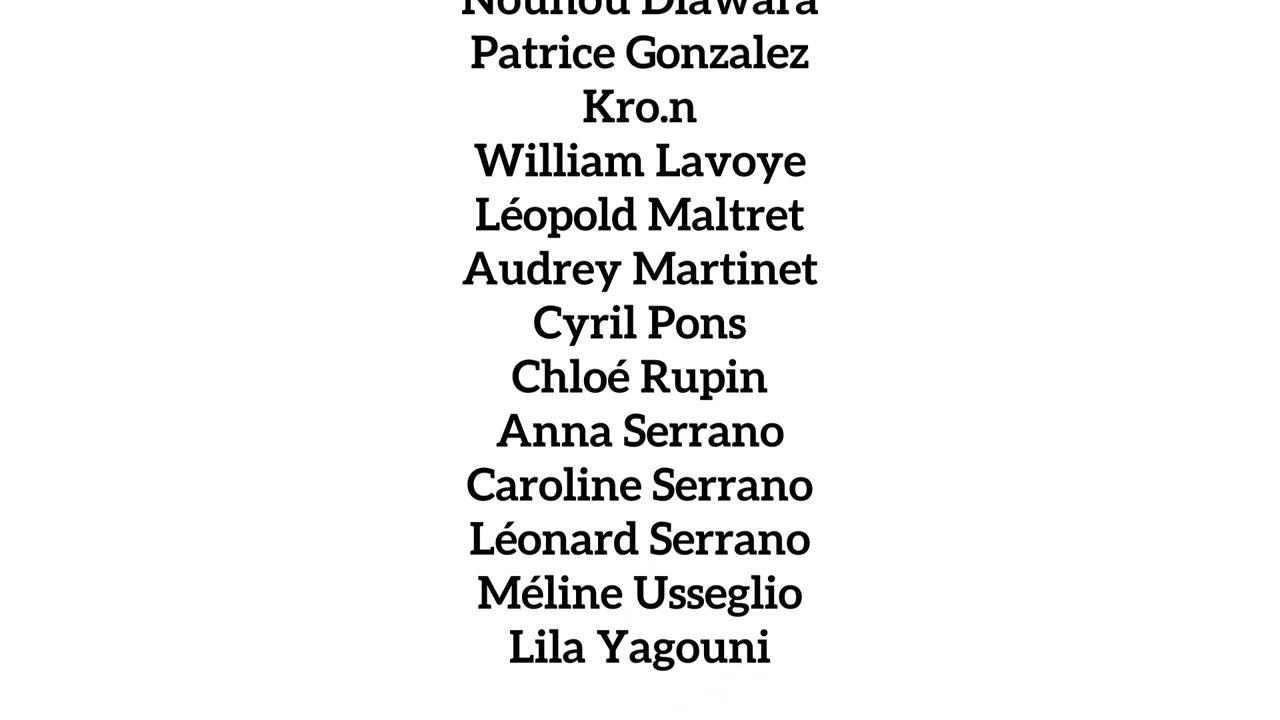 Diawara
Patrice Gonzalez
Kro.n
William Lavoye
Léopold Maltret
Audrey Martinet
Cyril Pons
Chloé Rupin
Anna Serrano
Caroline Serrano
Léonard Serrano
Méline Usseglio
Lila Yagouni